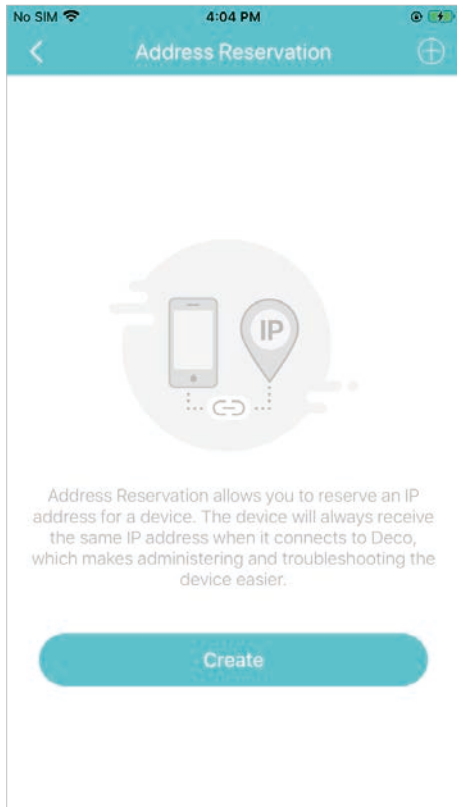 No SIM 4:04 PM
Address Reservation
IP
Address Reservation allows you to reserve an IP
address for a device. The device will always receive
the same IP address when it connects to Deco,
which makes administering and troubleshooting the
device easier.
Create